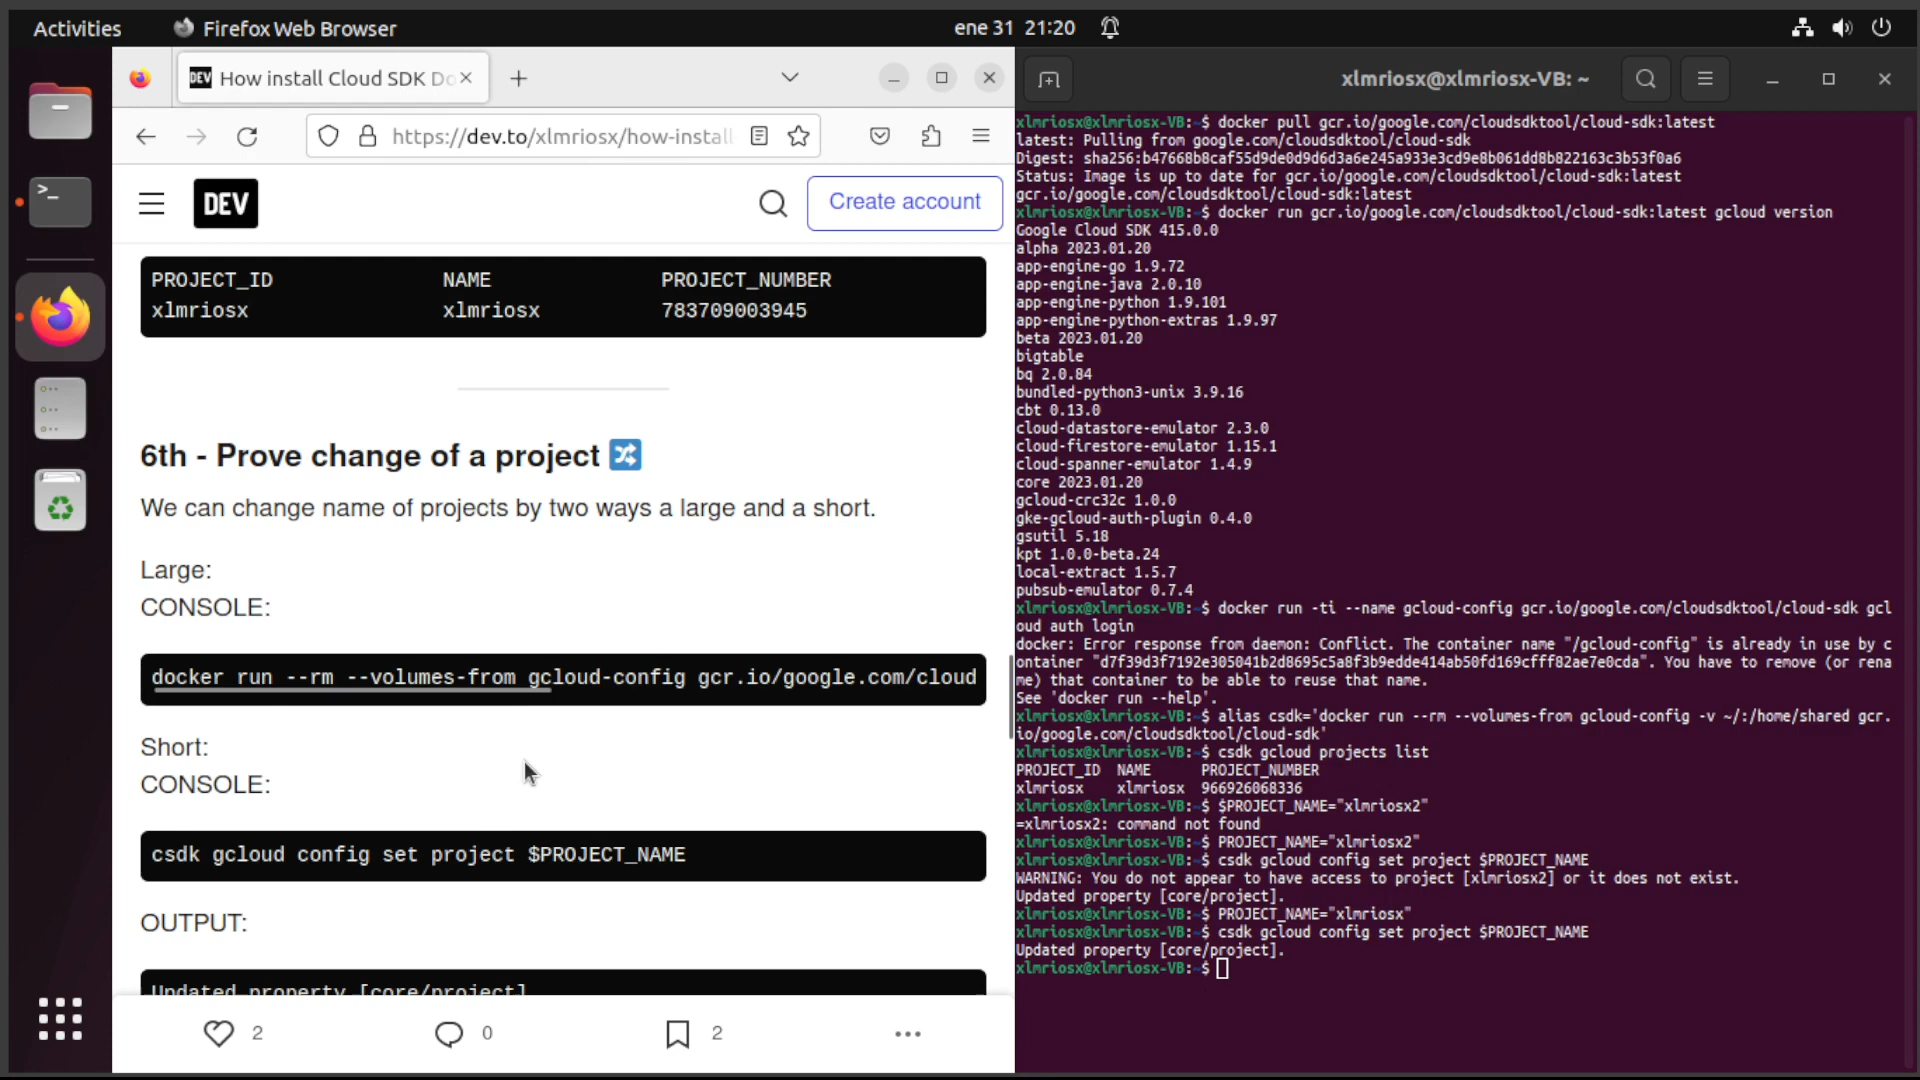 Activities
Firefox Web Browser
ene 31 21:20
How install Cloud SDK Do
https://dev.to/xlmriosx/how-install
DEV
Create account
PROJECT_ID NAME PROJECT_NUMBER
xlmriosx xlmriosx 783709003945
6th - Prove change of a project
We can change name of projects by two ways a large and a short.
Large:
CONSOLE:
docker run --rm --volumes-from gcloud-config gcr.io/google.com/cloud
Short:
CONSOLE:
csdk gcloud config set project $PROJECT_NAME
OUTPUT:
Updated property [core/project]
2
0
2
xlmriosx@xlmriosx-VB: ~
xlmriosx@xlmriosx-VB:~$ docker pull gcr.io/google.com/cloudsdktool/cloud-sdk:latest
latest: Pulling from google.com/cloudsdktool/cloud-sdk
Digest: sha256:b47668b8caf55d9de0d9d6d3a6e245a933e3cd9e8b061dd8b822163c3b53f0a6
Status: Image is up to date for gcr.io/google.com/cloudsdktool/cloud-sdk:latest
gcr.io/google.com/cloudsdktool/cloud-sdk:latest
xlmriosx@xlmriosx-VB:~$ docker run gcr.io/google.com/cloudsdktool/cloud-sdk:latest gcloud version
Google Cloud SDK 415.0.0
alpha 2023.01.20
app-engine-go 1.9.72
app-engine-java 2.0.10
app-engine-python 1.9.101
app-engine-python-extras 1.9.97
beta 2023.01.20
bigtable
bq 2.0.84
bundled-python3-unix 3.9.16
cbt 0.13.0
cloud-datastore-emulator 2.3.0
cloud-firestore-emulator 1.15.1
cloud-spanner-emulator 1.4.9
core 2023.01.20
gcloud-crc32c 1.0.0
gke-gcloud-auth-plugin 0.4.0
gsutil 5.18
kpt 1.0.0-beta.24
local-extract 1.5.7
pubsub-emulator 0.7.4
xlmriosx@xlmriosx-VB:~$ docker run -ti --name gcloud-config gcr.io/google.com/cloudsdktool/cloud-sdk gcl
oud auth login
docker: Error response from daemon: Conflict. The container name "/gcloud-config" is already in use by c
ontainer "d7f39d3f7192e305041b2d8695c5a8f3b9edde414ab50fd169cfff82ae7e0cda". You have to remove (or rena
me) that container to be able to reuse that name.
See 'docker run --help'.
xlmriosx@xlmriosx-VB:~$ alias csdk='docker run --rm --volumes-from gcloud-config -v ~/:/home/shared gcr.
io/google.com/cloudsdktool/cloud-sdk'
xlmriosx@xlmriosx-VB:~$ csdk gcloud projects list
PROJECT_ID NAME PROJECT_NUMBER
xlmriosx xlmriosx 966926068336
xlmriosx@xlmriosx-VB:~$ $PROJECT_NAME="xlmriosx2"
=xlmriosx2: command not found
xlmriosx@xlmriosx-VB:~$ PROJECT_NAME="xlmriosx2"
xlmriosx@xlmriosx-VB:~$ csdk gcloud config set project $PROJECT_NAME
WARNING: You do not appear to have access to project [xlmriosx2] or it does not exist.
Updated property [core/project].
xlmriosx@xlmriosx-VB:~$ PROJECT_NAME="xlmriosx"
xlmriosx@xlmriosx-VB:~$ csdk gcloud config set project $PROJECT_NAME
Updated property [core/project].
xlmriosx@xlmriosx-VB:~$